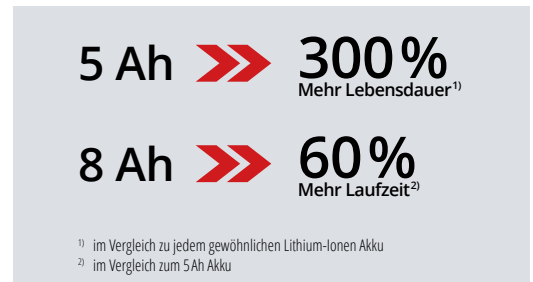 5 Ah 300 %
Mehr Lebensdauer1)
8 Ah 60 %
Mehr Laufzeit2)
1) im Vergleich zu jedem gewöhnlichen Lithium-Ionen Akku
2) im Vergleich zum 5 Ah Akku